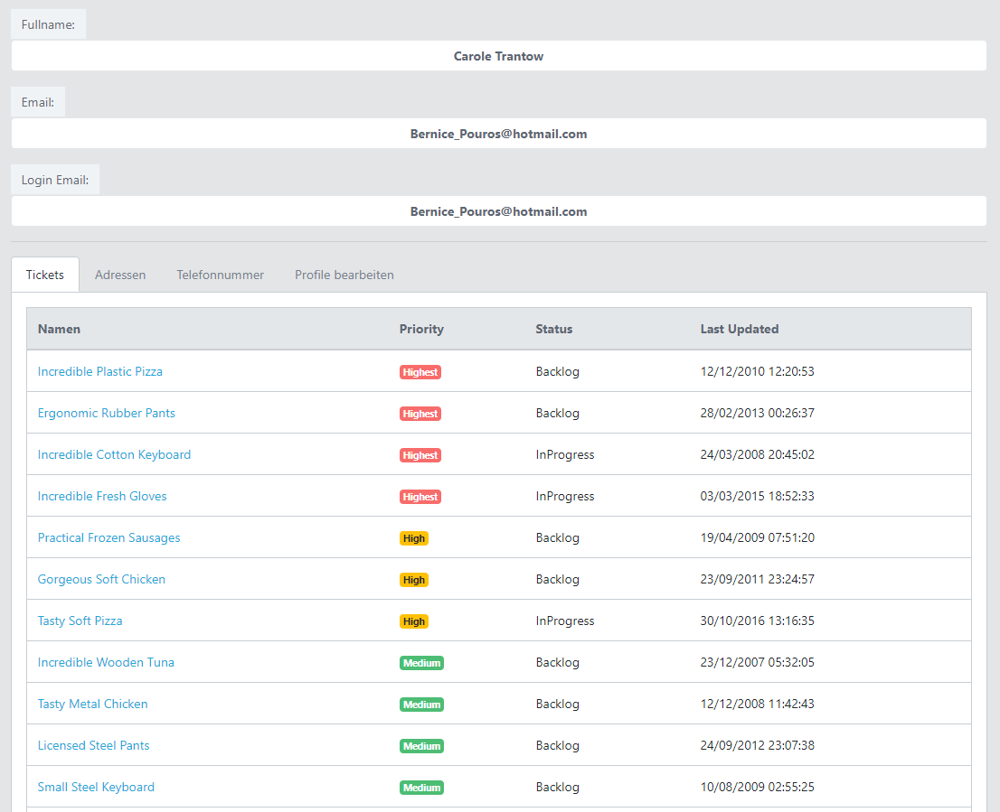 Fullname:
Carole Trantow
Email:
Bernice_Pouros@hotmail.com
Login Email:
Bernice_Pouros@hotmail.com
Tickets Adressen Telefonnummer Profile bearbeiten
Namen Priority Status Last Updated
Incredible Plastic Pizza Highest Backlog 12/12/2010 12:20:53
Ergonomic Rubber Pants Highest Backlog 28/02/2013 00:26:37
Incredible Cotton Keyboard Highest InProgress 24/03/2008 20:45:02
Incredible Fresh Gloves Highest InProgress 03/03/2015 18:52:33
Practical Frozen Sausages High Backlog 19/04/2009 07:51:20
Gorgeous Soft Chicken High Backlog 23/09/2011 23:24:57
Tasty Soft Pizza High InProgress 30/10/2016 13:16:35
Incredible Wooden Tuna Medium Backlog 23/12/2007 05:32:05
Tasty Metal Chicken Medium Backlog 12/12/2008 11:42:43
Licensed Steel Pants Medium Backlog 24/09/2012 23:07:38
Small Steel Keyboard Medium Backlog 10/08/2009 02:55:25